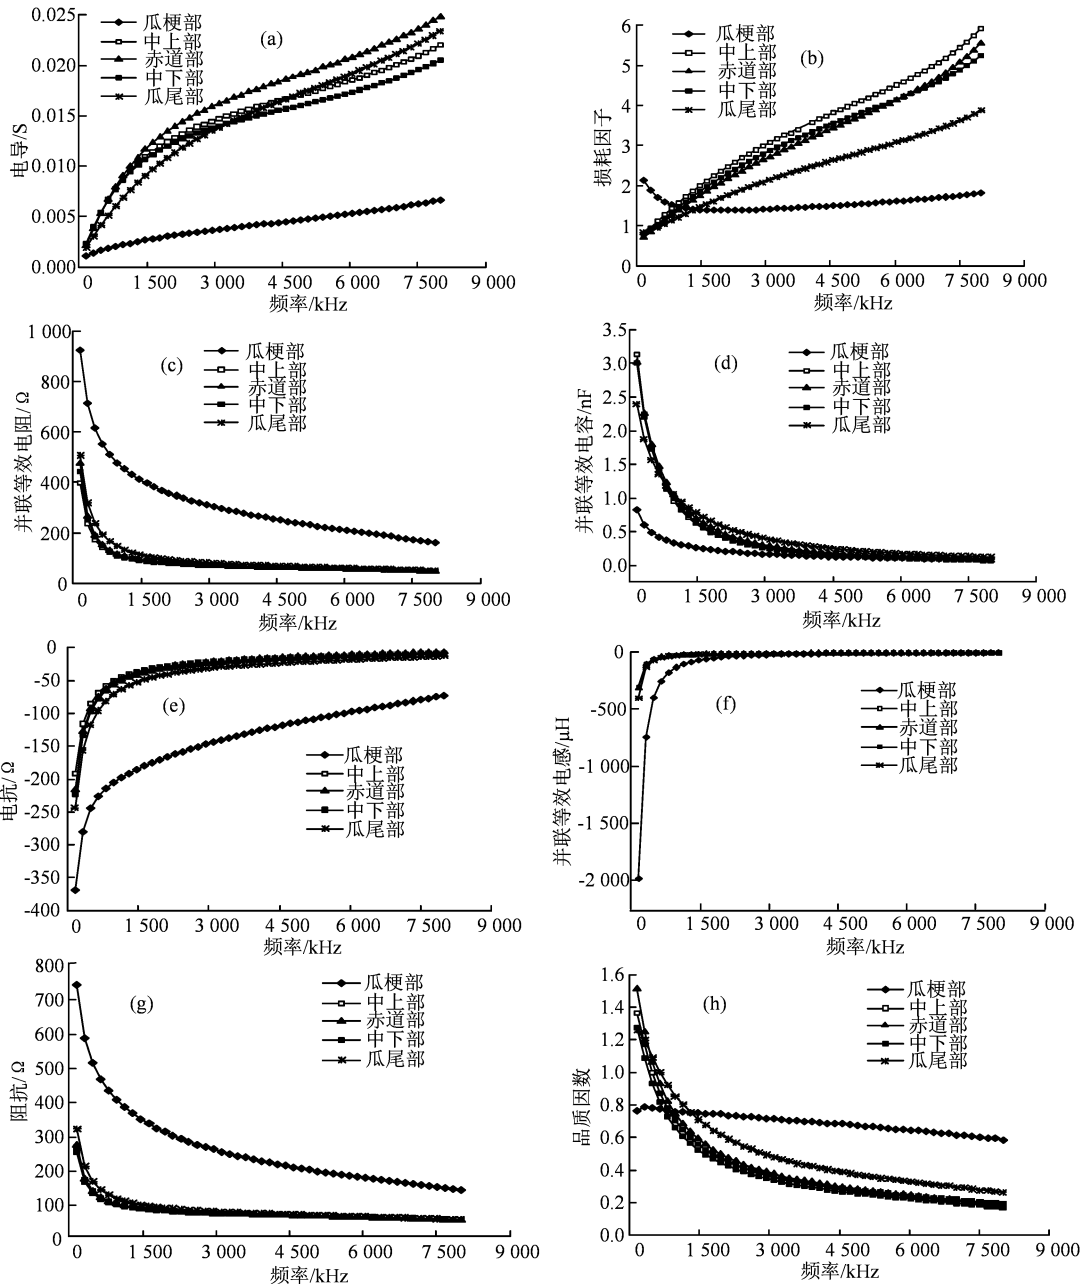 (a)
电导/S
0.025
0.020
0.015
0.010
0.005
0.000
瓜梗部
中上部
赤道部
中下部
瓜尾部
0 1 500 3 000 4 500 6 000 7 500 9 000
频率/kHz
(b)
损耗因子
6
5
4
3
2
1
0
瓜梗部
中上部
赤道部
中下部
瓜尾部
0 1 500 3 000 4 500 6 000 7 500 9 000
频率/kHz
(c)
并联等效电阻/Ω
1 000
800
600
400
200
0
瓜梗部
中上部
赤道部
中下部
瓜尾部
0 1 500 3 000 4 500 6 000 7 500 9 000
频率/kHz
(d)
并联等效电容/nF
3.5
3.0
2.5
2.0
1.5
1.0
0.5
0.0
瓜梗部
中上部
赤道部
中下部
瓜尾部
0 1 500 3 000 4 500 6 000 7 500 9 000
频率/kHz
(e)
电抗/Ω
0
-50
-100
-150
-200
-250
-300
-350
-400
瓜梗部
中上部
赤道部
中下部
瓜尾部
0 1 500 3 000 4 500 6 000 7 500 9 000
频率/kHz
(f)
并联等效电感/μH
0
-500
-1 000
-1 500
-2 000
瓜梗部
中上部
赤道部
中下部
瓜尾部
0 1 500 3 000 4 500 6 000 7 500 9 000
频率/kHz
(g)
阻抗/Ω
800
700
600
500
400
300
200
100
0
瓜梗部
中上部
赤道部
中下部
瓜尾部
0 1 500 3 000 4 500 6 000 7 500 9 000
频率/kHz
(h)
品质因数
1.6
1.4
1.2
1.0
0.8
0.6
0.4
0.2
0.0
瓜梗部
中上部
赤道部
中下部
瓜尾部
0 1 500 3 000 4 500 6 000 7 500 9 000
频率/kHz